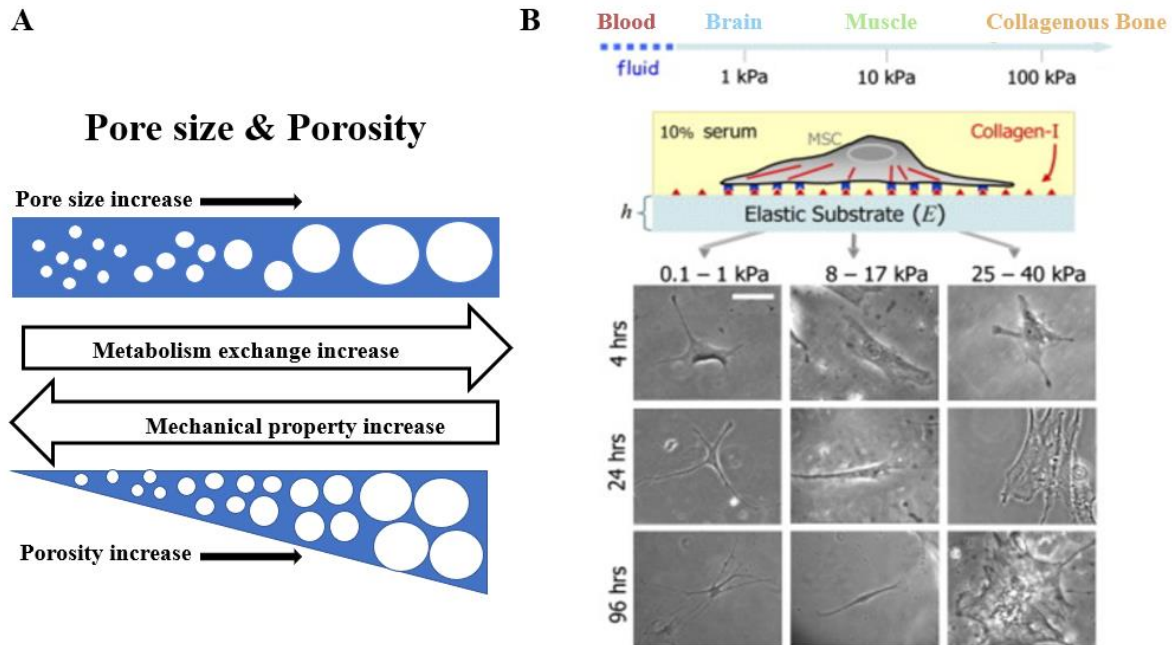 A
Pore size & Porosity
Pore size increase
Metabolism exchange increase
Mechanical property increase
Porosity increase
B
Blood Brain Muscle Collagenous Bone
fluid
1 kPa 10 kPa 100 kPa
10% serum
MSC
Collagen-I
h
Elastic Substrate (E)
0.1 – 1 kPa 8 – 17 kPa 25 – 40 kPa
4 hrs
24 hrs
96 hrs